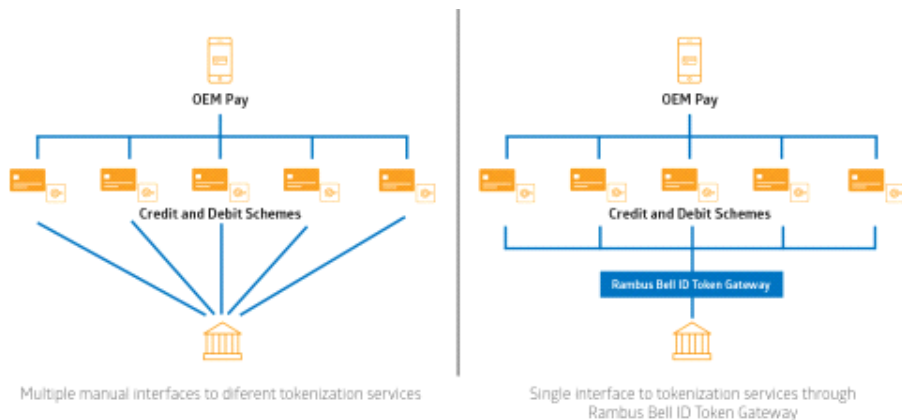 OEM Pay
Credit and Debit Schemes
Multiple manual interfaces to diferent tokenization services
OEM Pay
Credit and Debit Schemes
Rambus Bell ID Token Gateway
Single interface to tokenization services through
Rambus Bell ID Token Gateway